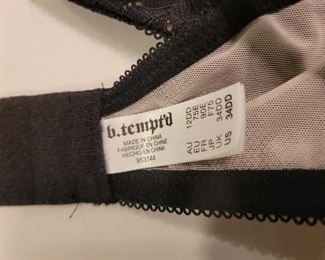 b.tempt'd
MADE IN CHINA
FABRIQUÉ EN CHINE
HECHO EN CHINA
953144
AU 12DD
EU 75E
FR 90E
JP F75
UK 34DD
US 34DD